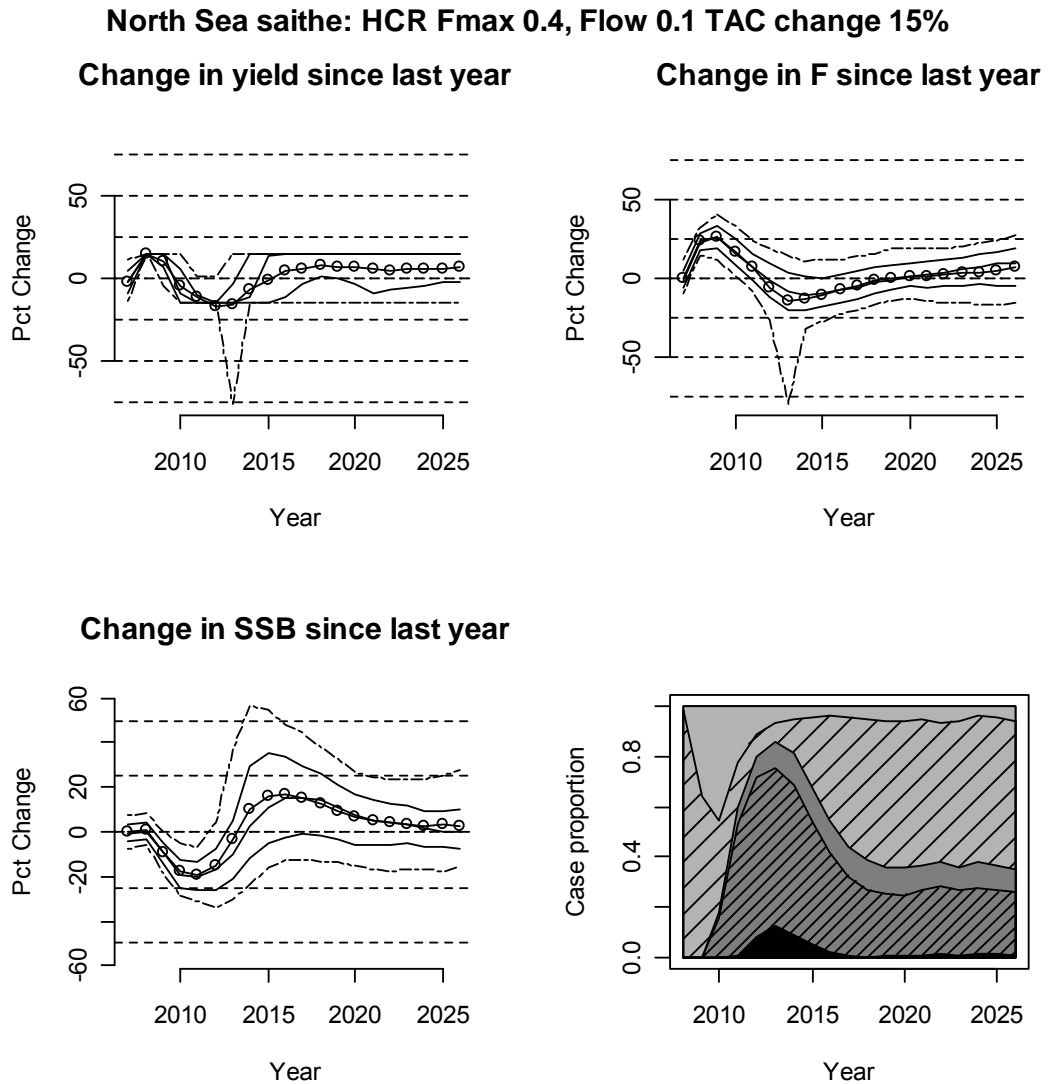 North Sea saithe: HCR Fmax 0.4, Flow 0.1 TAC change 15%
Change in yield since last year
Pct Change
50
0
-50
2010 2015 2020 2025
Year
Change in F since last year
Pct Change
50
0
-50
2010 2015 2020 2025
Year
Change in SSB since last year
Pct Change
60
20
0
-20
-60
2010 2015 2020 2025
Year
Case proportion
0.8
0.4
0.0
2010 2015 2020 2025
Year